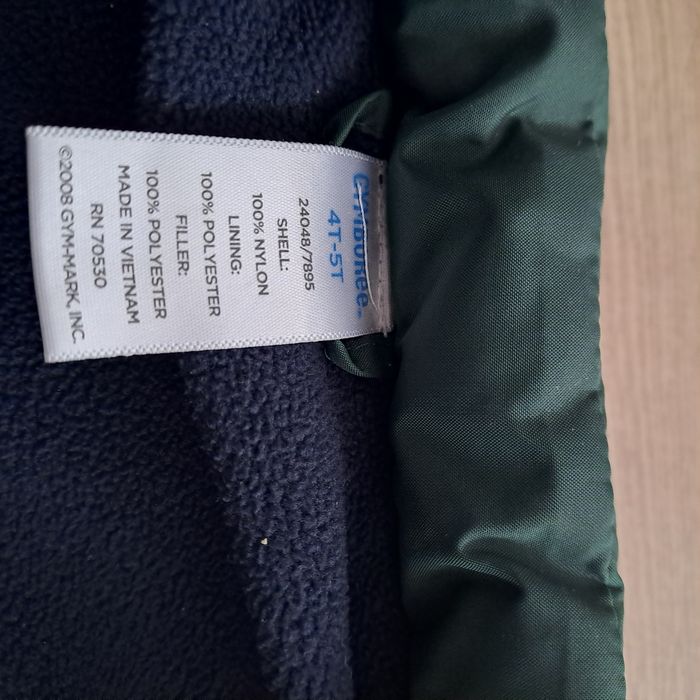 GYMBOREE™
4T-5T
24048/7895
SHELL:
100% NYLON
LINING:
100% POLYESTER
FILLER:
100% POLYESTER
MADE IN VIETNAM
RN 70530
©2008 GYM-MARK, INC.